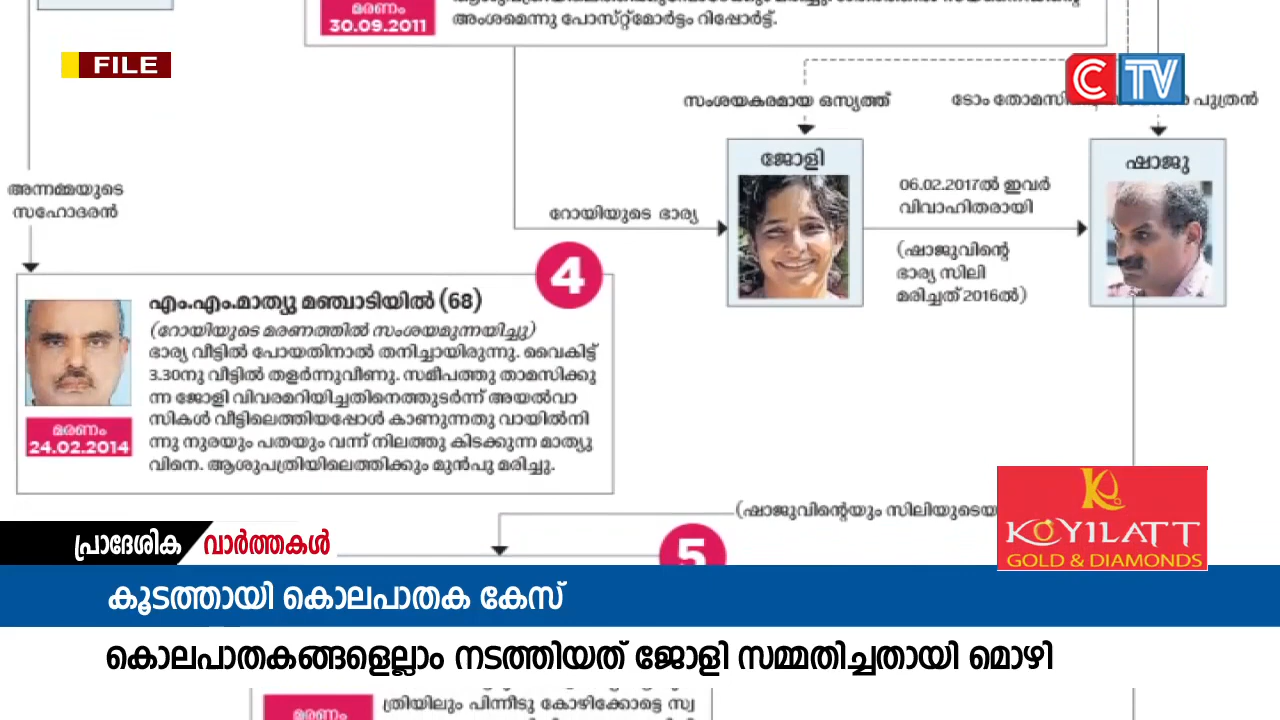 മരണം
30.09.2011
അംശമെന്നു പോസ്റ്റ്മോർട്ടം റിപ്പോർട്ട്.
FILE
C TV
സംശയകരമായ ഒസ്യത്ത്
ടോം തോമസി
പുത്രൻ
ജോളി
ഷാജു
അന്നമ്മയുടെ
സഹോദരൻ
റോയിയുടെ ഭാര്യ
06.02.2017ൽ ഇവർ
വിവാഹിതരായി
(ഷാജുവിന്റെ
ഭാര്യ സിലി
മരിച്ചത് 2016ൽ)
4
എം.എം.മാത്യു മഞ്ചാടിയിൽ (68)
(റോയിയുടെ മരണത്തിൽ സംശയമുന്നയിച്ചു)
ഭാര്യ വീട്ടിൽ പോയതിനാൽ തനിച്ചായിരുന്നു. വൈകിട്ട്
3.30നു വീട്ടിൽ തളർന്നുവീണു. സമീപത്തു താമസിക്കു
ന്ന ജോളി വിവരമറിയിച്ചതിനെത്തുടർന്ന് അയൽവാ
സികൾ വീട്ടിലെത്തിയപ്പോൾ കാണുന്നതു വായിൽനി
ന്നു നുരയും പതയും വന്ന് നിലത്തു കിടക്കുന്ന മാത്യു
വിനെ. ആശുപത്രിയിലെത്തിക്കും മുൻപു മരിച്ചു.
മരണം
24.02.2014
(ഷാജുവിന്റെയും സിലിയുടെയ
5
KOYILATT
GOLD & DIAMONDS
പ്രാദേശിക വാർത്തകൾ
കൂടത്തായി കൊലപാതക കേസ്
കൊലപാതകങ്ങളെല്ലാം നടത്തിയത് ജോളി സമ്മതിച്ചതായി മൊഴി
ത്രിയിലും പിന്നീടു കോഴിക്കോട്ടെ സ്വ
മരണം